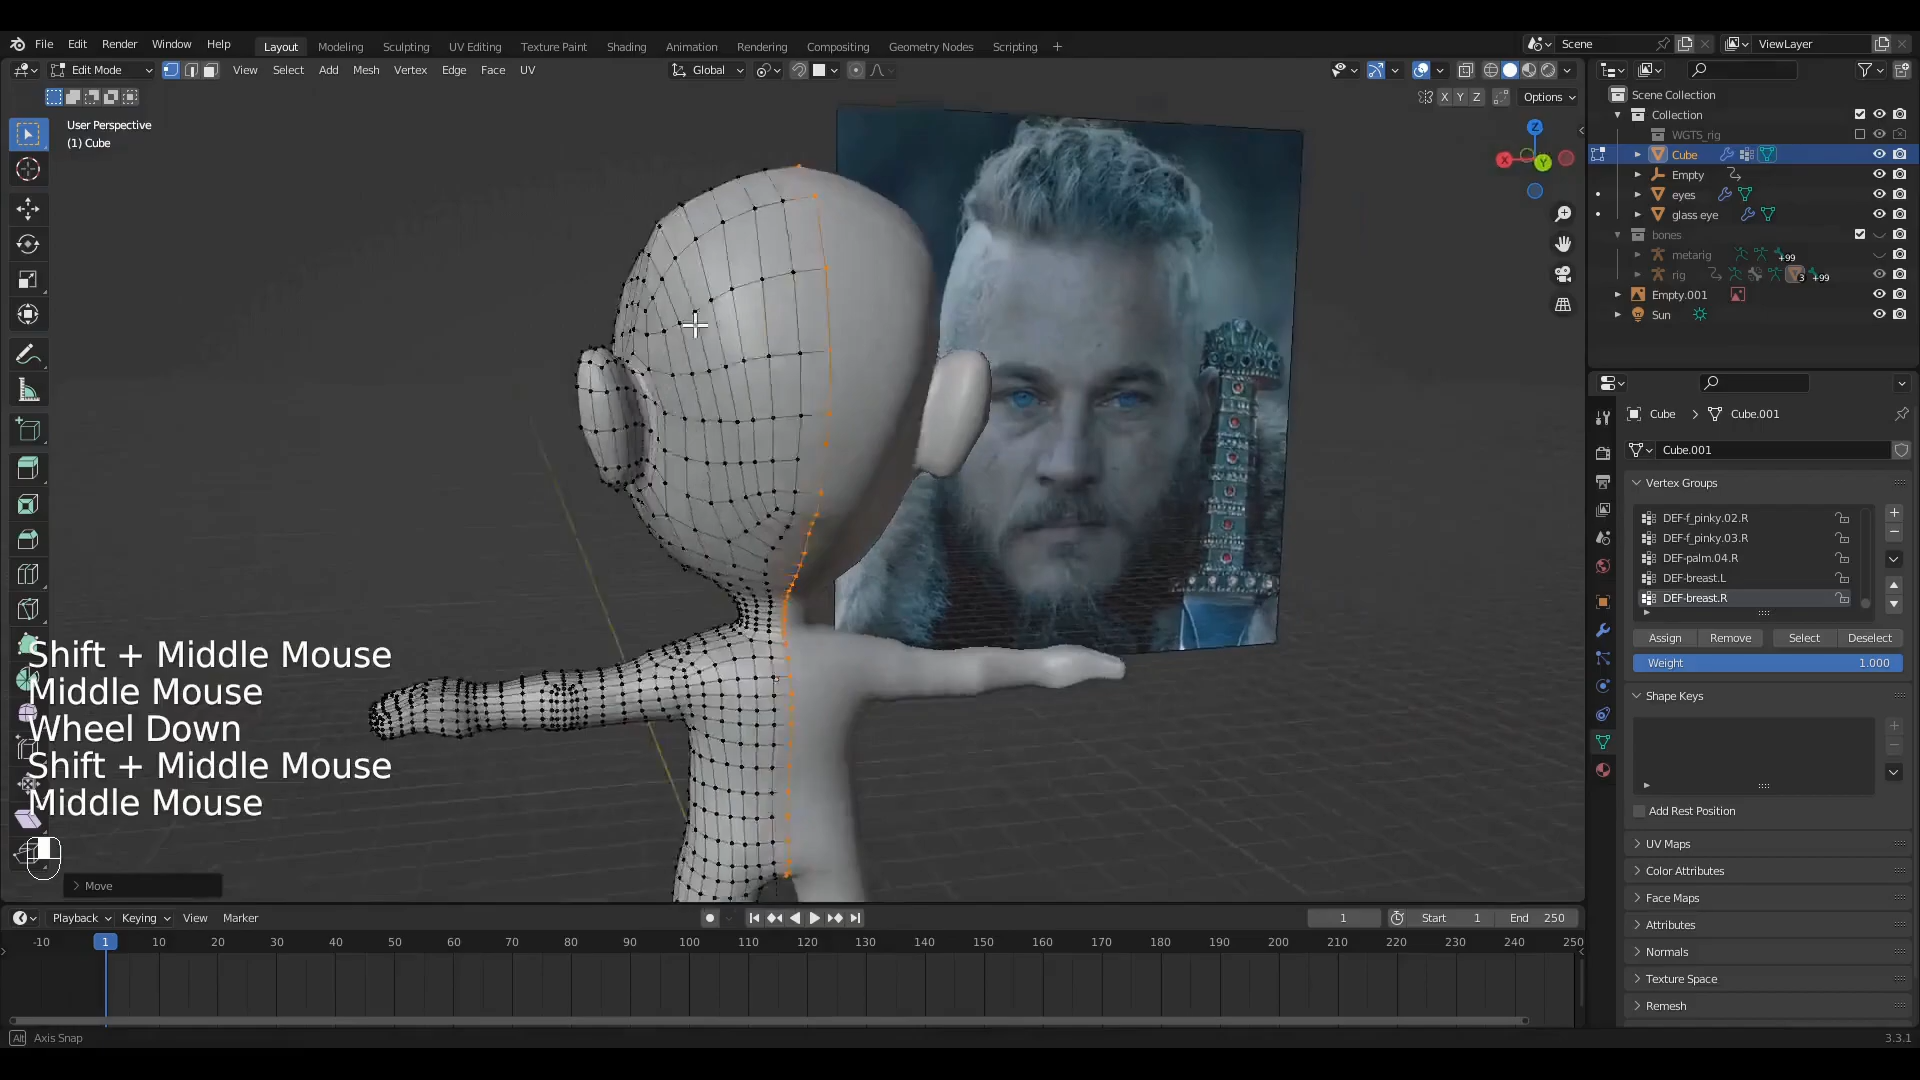 File Edit Render Window Help
Layout Modeling Sculpting UV Editing Texture Paint Shading Animation Rendering Compositing Geometry Nodes Scripting +
Scene
ViewLayer
Edit Mode View Select Add Mesh Vertex Edge Face UV
Global
X Y Z
Options
User Perspective
(1) Cube
Z
X
Y
Scene Collection
Collection
WGTS_rig
Cube
Empty
eyes
glass eye
bones
metarig +99
rig 3 +99
Empty.001
Sun
Cube > Cube.001
Cube.001
Vertex Groups
DEF-f_pinky.02.R
DEF-f_pinky.03.R
DEF-palm.04.R
DEF-breast.L
DEF-breast.R
Assign Remove Select Deselect
Weight 1.000
Shape Keys
Add Rest Position
UV Maps
Color Attributes
Face Maps
Attributes
Normals
Texture Space
Remesh
Shift + Middle Mouse
Middle Mouse
Wheel Down
Shift + Middle Mouse
Middle Mouse
Move
Playback Keying View Marker
1
Start 1
End 250
-10 1 10 20 30 40 50 60 70 80 90 100 110 120 130 140 150 160 170 180 190 200 210 220 230 240 250
Alt Axis Snap
3.3.1